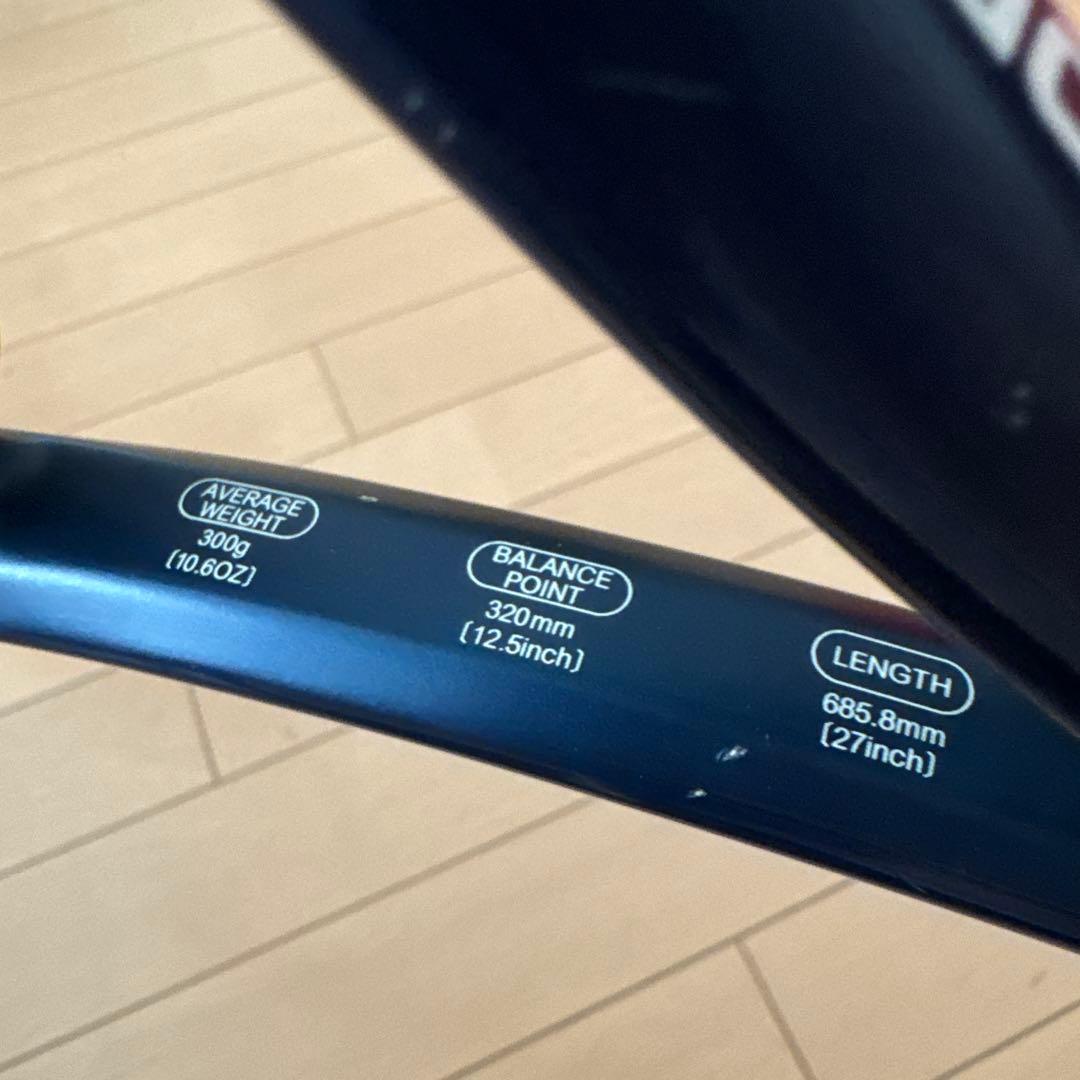 AVERAGE
WEIGHT
300g
[10.6OZ]
BALANCE
POINT
320mm
[12.5inch]
LENGTH
685.8mm
[27inch]